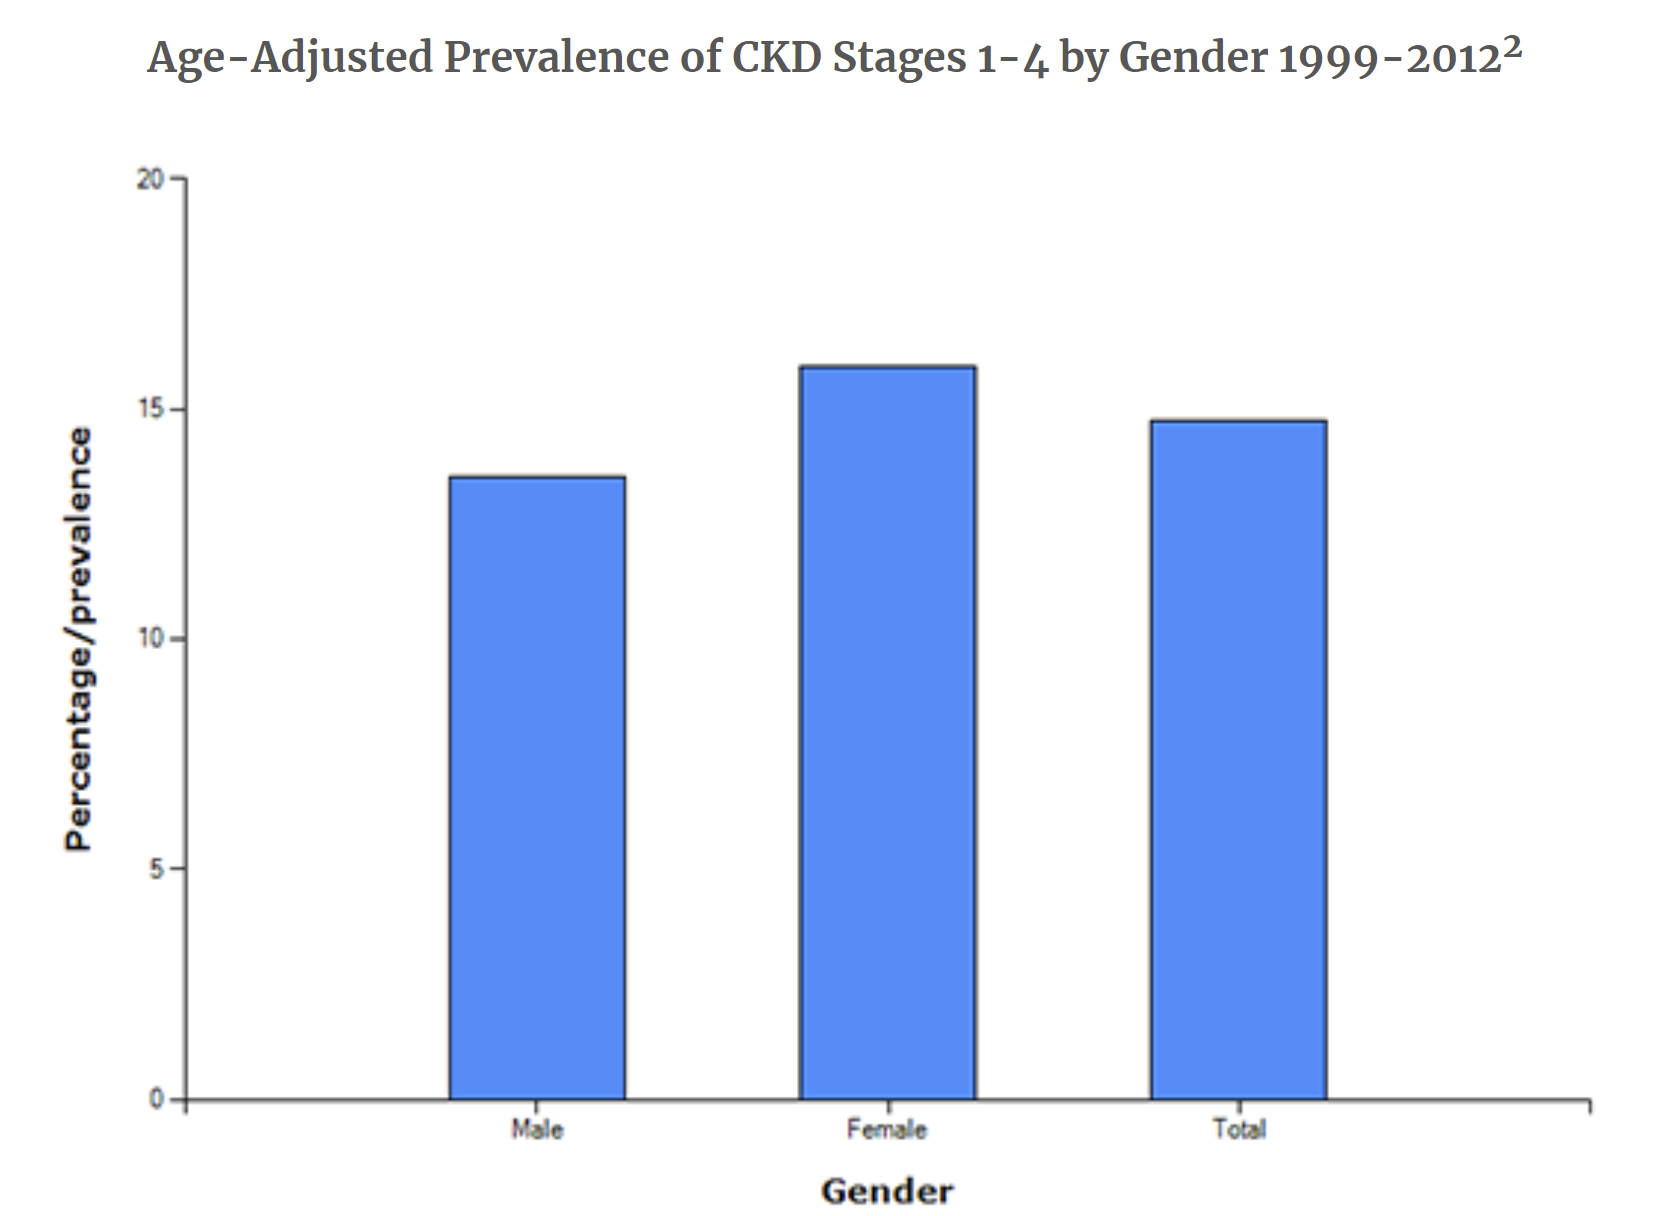 Age-Adjusted Prevalence of CKD Stages 1-4 by Gender 1999-2012²
20
15
10
5
0
Percentage/prevalence
Male Female Total
Gender